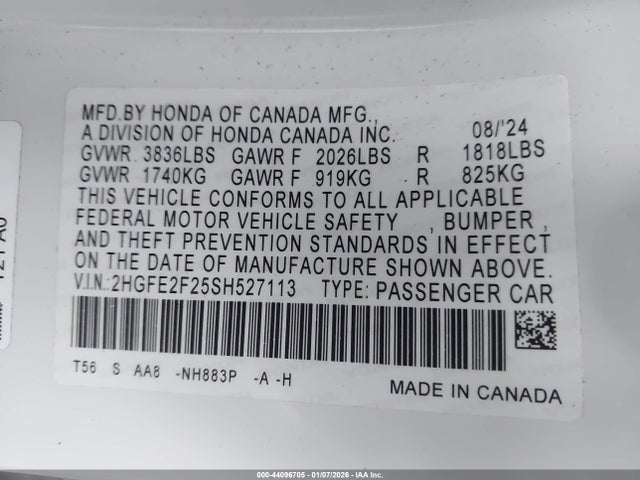 MFD.BY HONDA OF CANADA MFG.,
A DIVISION OF HONDA CANADA INC. 08/'24
GVWR 3836LBS GAWR F 2026LBS R 1818LBS
GVWR 1740KG GAWR F 919KG R 825KG
THIS VEHICLE CONFORMS TO ALL APPLICABLE
FEDERAL MOTOR VEHICLE SAFETY , BUMPER ,
AND THEFT PREVENTION STANDARDS IN EFFECT
ON THE DATE OF MANUFACTURE SHOWN ABOVE.
V.I.N.:2HGFE2F25SH527113 TYPE: PASSENGER CAR
T56 S AA8 -NH883P -A -H
MADE IN CANADA
000-44096705 - 01/07/2026 - IAA Inc.